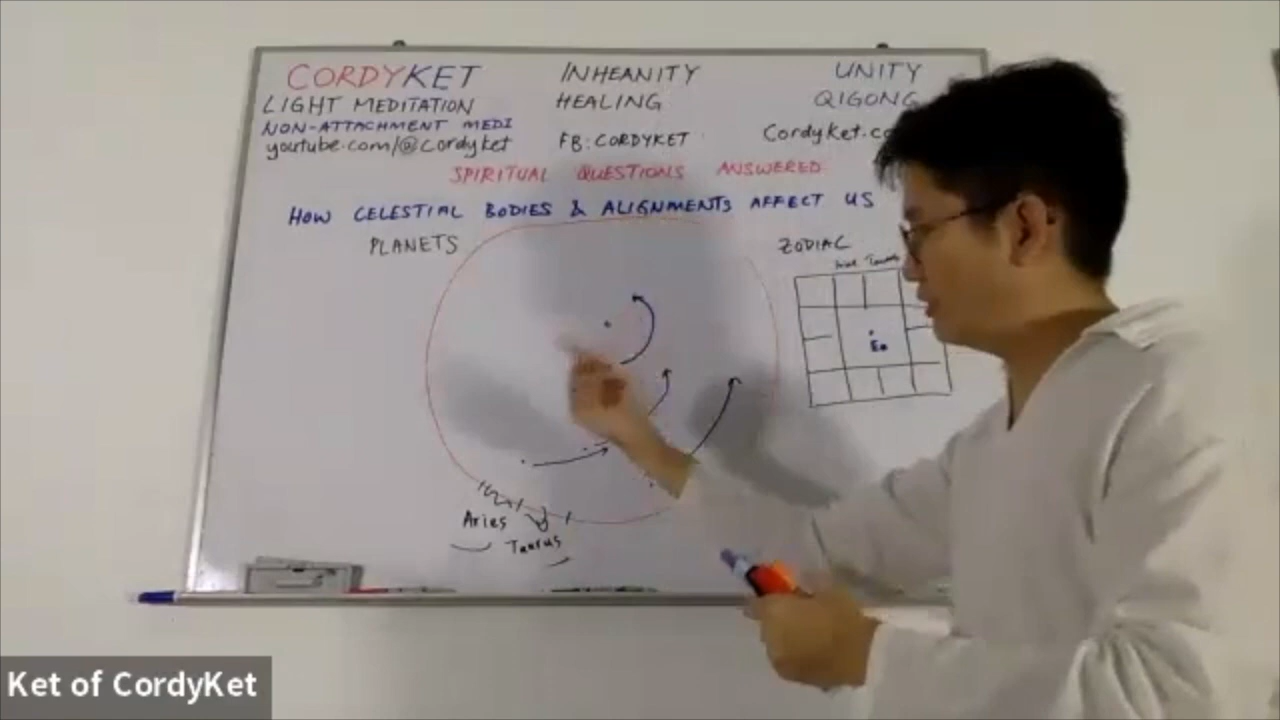 CORDYKET INHEANITY UNITY
LIGHT MEDITATION HEALING QIGONG
NON-ATTACHMENT MEDI
youtube.com/@cordyket FB: CORDYKET CordyKet.co
SPIRITUAL QUESTIONS ANSWERED
HOW CELESTIAL BODIES & ALIGNMENTS AFFECT US
PLANETS ZODIAC
Aries
Taurus
Ket of CordyKet